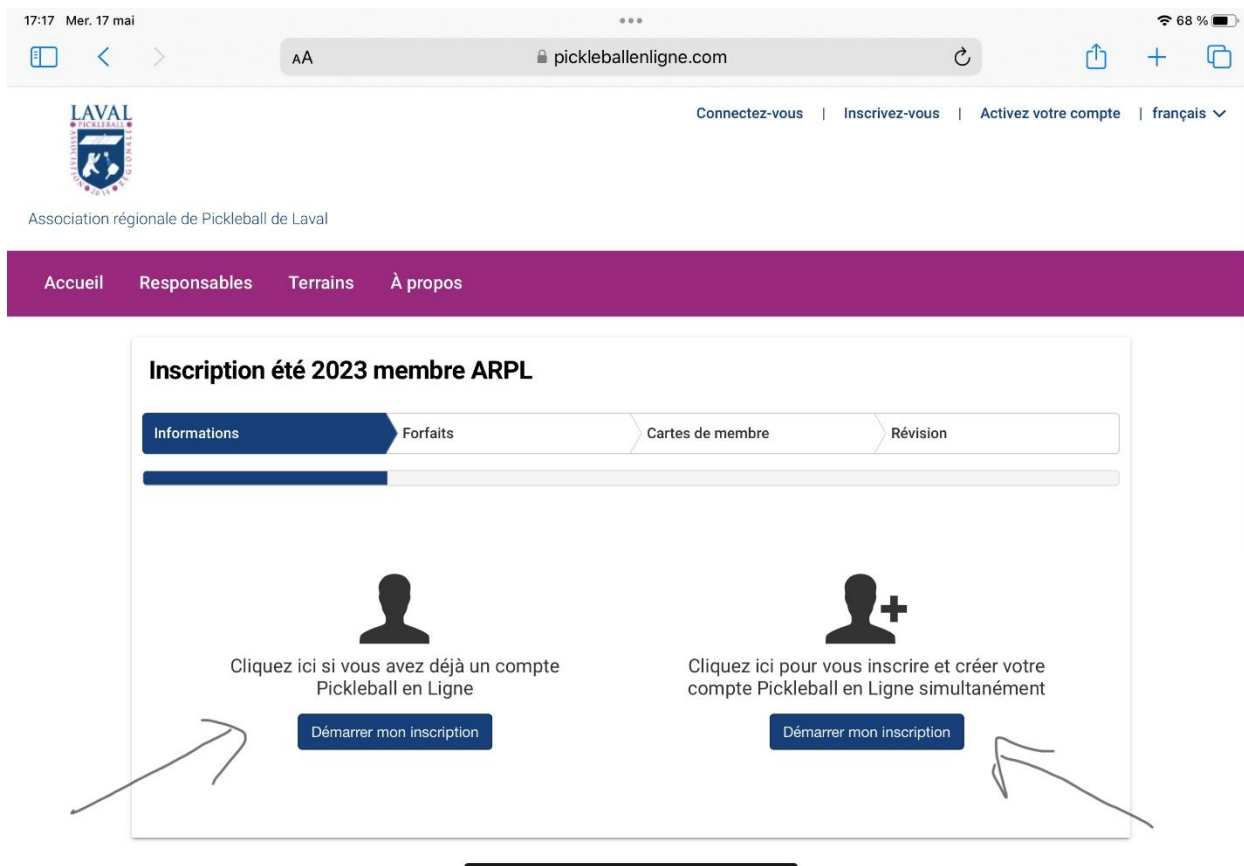 17:17 Mer. 17 mai
68 %
AA
pickleballenligne.com
LAVAL
PICKLEBALL
ASSOCIATION
RÉGIONALE
2014
Connectez-vous | Inscrivez-vous | Activez votre compte | français
Association régionale de Pickleball de Laval
Accueil Responsables Terrains À propos
Inscription été 2023 membre ARPL
Informations Forfaits Cartes de membre Révision
Cliquez ici si vous avez déjà un compte
Pickleball en Ligne
Démarrer mon inscription
Cliquez ici pour vous inscrire et créer votre
compte Pickleball en Ligne simultanément
Démarrer mon inscription